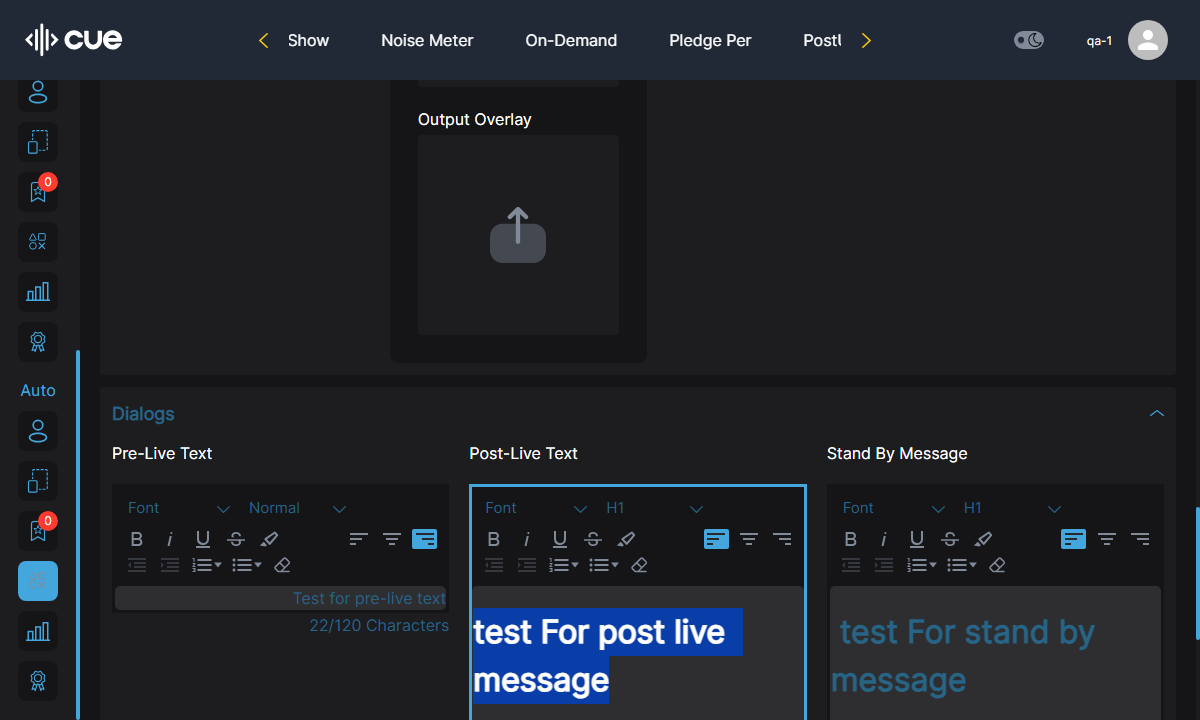 cue
Show
Noise Meter
On-Demand
Pledge Per
qa-1
0
Auto
0
Output Overlay
Dialogs
Pre-Live Text
Post-Live Text
Stand By Message
Font
Normal
Font
H1
Font
H1
B i U S
B i U S
B i U S
Test for pre-live text
22/120 Characters
test For post live
message
test For stand by
message